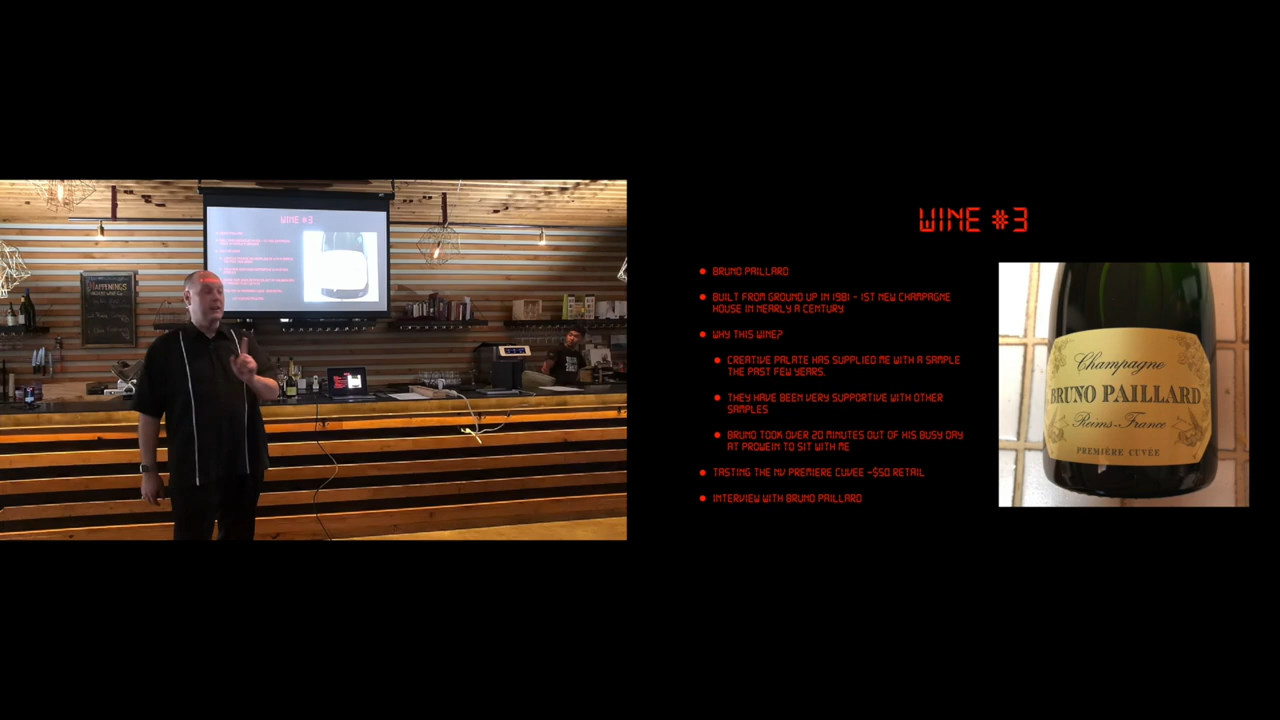 HAPPENINGS
WINE #3
WINE #3
BRUNO PAILLARD
BUILT FROM GROUND UP IN 1981 - 1ST NEW CHAMPAGNE
HOUSE IN NEARLY A CENTURY
WHY THIS WINE?
CREATIVE PALATE HAS SUPPLIED ME WITH A SAMPLE
THE PAST FEW YEARS.
THEY HAVE BEEN VERY SUPPORTIVE WITH OTHER
SAMPLES
BRUNO TOOK OVER 20 MINUTES OUT OF HIS BUSY DAY
AT PROWEIN TO SIT WITH ME
TASTING THE NV PREMIERE CUVEE ~$50 RETAIL
INTERVIEW WITH BRUNO PAILLARD
Champagne
BRUNO PAILLARD
Reims-France
PREMIÈRE CUVÉE